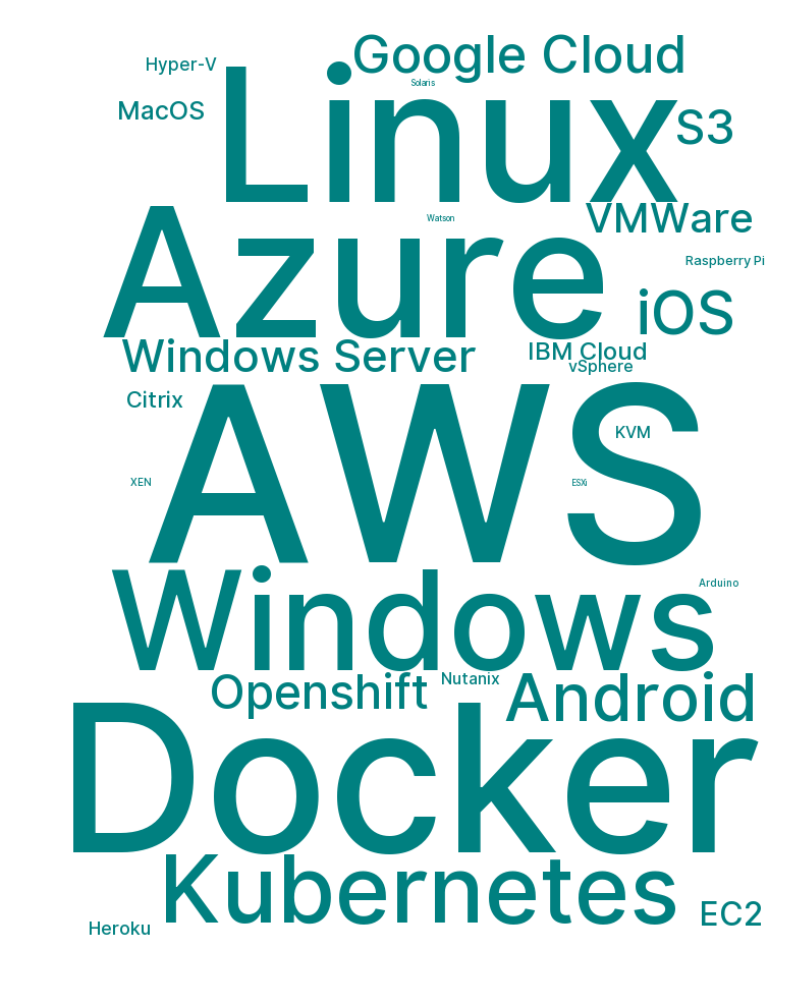 Google Cloud
Hyper-V
Solaris
Linux
MacOS
S3
VMWare
Watson
Azure
Raspberry Pi
iOS
Windows Server
IBM Cloud
vSphere
Citrix
AWS
KVM
XEN
ESXi
Windows
Arduino
Openshift
Nutanix
Android
Docker
Kubernetes
EC2
Heroku